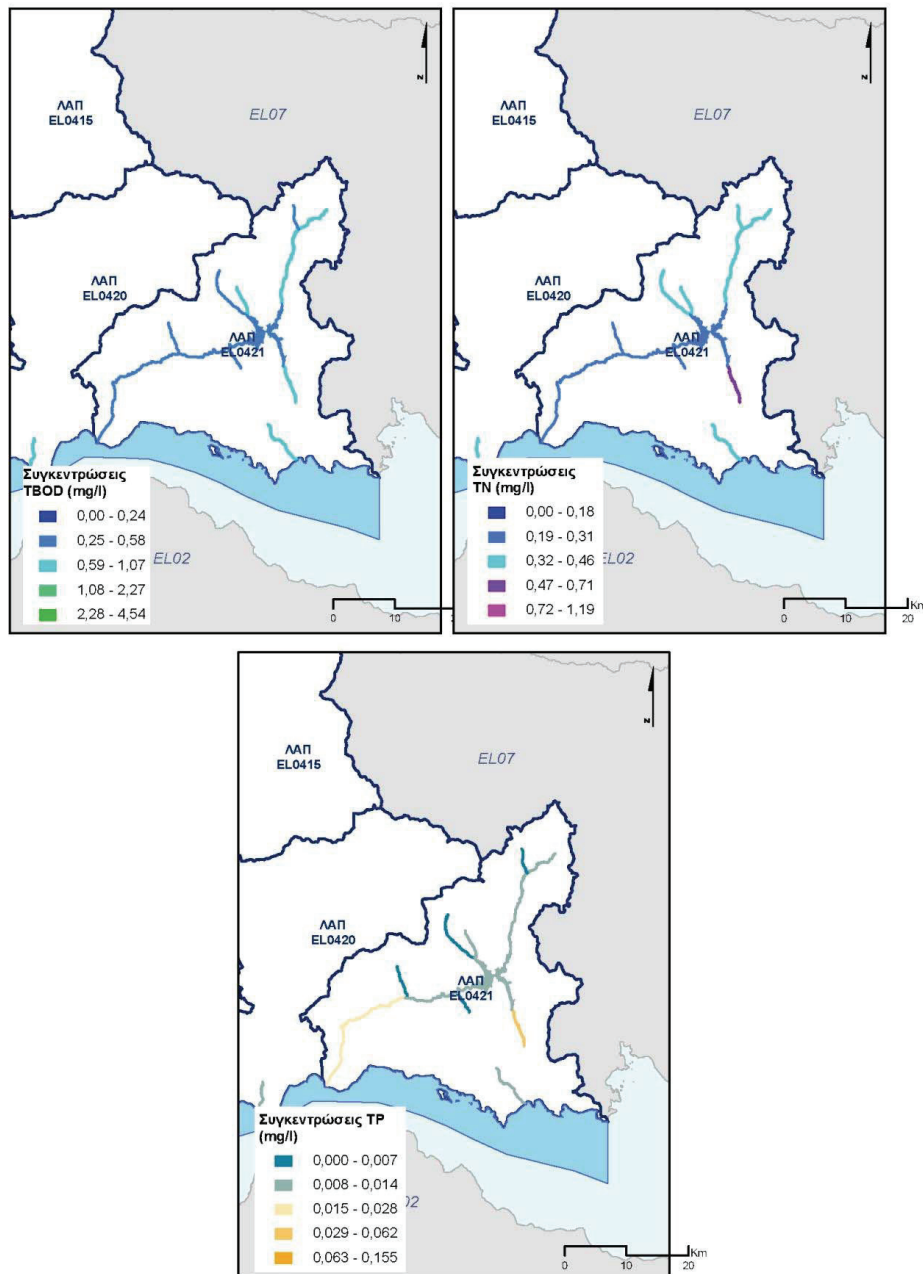 ΛΑΠ
EL0415
EL07
N
ΛΑΠ
EL0420
ΛΑΠ
EL0421
Συγκεντρώσεις
TBOD (mg/l)
0,00 - 0,24
0,25 - 0,58
0,59 - 1,07
1,08 - 2,27
2,28 - 4,54
EL02
0 10
ΛΑΠ
EL0415
EL07
N
ΛΑΠ
EL0420
ΛΑΠ
EL0421
Συγκεντρώσεις
TN (mg/l)
0,00 - 0,18
0,19 - 0,31
0,32 - 0,46
0,47 - 0,71
0,72 - 1,19
EL02
Km
0 10 20
ΛΑΠ
EL0415
EL07
N
ΛΑΠ
EL0420
ΛΑΠ
EL0421
Συγκεντρώσεις TP
(mg/l)
0,000 - 0,007
0,008 - 0,014
0,015 - 0,028
0,029 - 0,062
0,063 - 0,155
02
Km
0 10 20